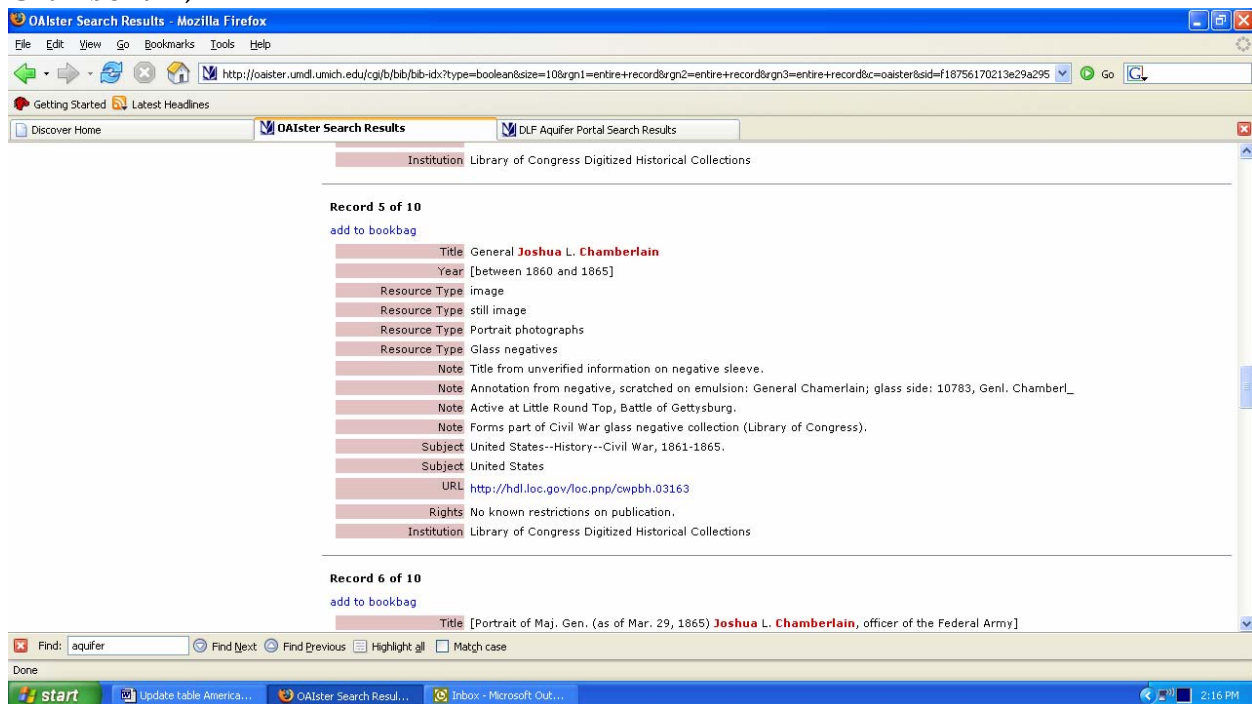 OAIster Search Results - Mozilla Firefox
File Edit View Go Bookmarks Tools Help
http://oaister.umdl.umich.edu/cgi/b/bib/bib-idx?type=boolean&size=10&rgn1=entire+record&rgn2=entire+record&rgn3=entire+record&c=oaister&sid=f18756170213e29a295 Go G
Getting Started Latest Headlines
Discover Home OAIster Search Results DLF Aquifer Portal Search Results
Institution Library of Congress Digitized Historical Collections
Record 5 of 10
add to bookbag
Title General Joshua L. Chamberlain
Year [between 1860 and 1865]
Resource Type image
Resource Type still image
Resource Type Portrait photographs
Resource Type Glass negatives
Note Title from unverified information on negative sleeve.
Note Annotation from negative, scratched on emulsion: General Chamerlain; glass side: 10783, Genl. Chamberl_
Note Active at Little Round Top, Battle of Gettysburg.
Note Forms part of Civil War glass negative collection (Library of Congress).
Subject United States--History--Civil War, 1861-1865.
Subject United States
URL http://hdl.loc.gov/loc.pnp/cwpbh.03163
Rights No known restrictions on publication.
Institution Library of Congress Digitized Historical Collections
Record 6 of 10
add to bookbag
Title [Portrait of Maj. Gen. (as of Mar. 29, 1865) Joshua L. Chamberlain, officer of the Federal Army]
Find: aquifer Find Next Find Previous Highlight all Match case
Done
start Update table America... OAIster Search Resul... Inbox - Microsoft Out... 2:16 PM